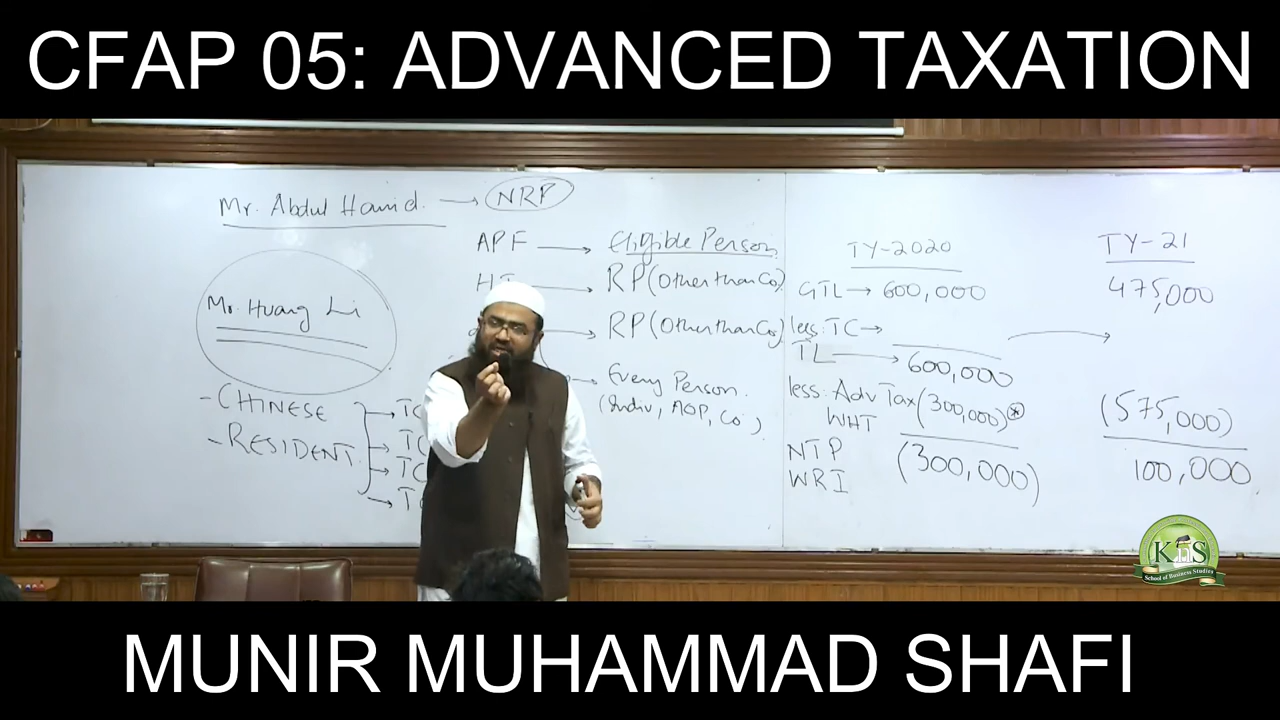 CFAP 05: ADVANCED TAXATION
Mr. Abdul Hamid. → NRP
APF → Eligible Person
→ RP (Other than Co)
→ RP (Other than Co)
→ Every Person
(Indiv, AOP, Co)
Mr. Huang Li
- CHINESE
- RESIDENT
TY-2020
GTL → 600,000
less: TC →
TL → 600,000
less: Adv Tax (300,000) *
WHT
NTP (300,000)
WRI
TY-21
475,000
(575,000)
100,000
K S
School of Business Studies
MUNIR MUHAMMAD SHAFI